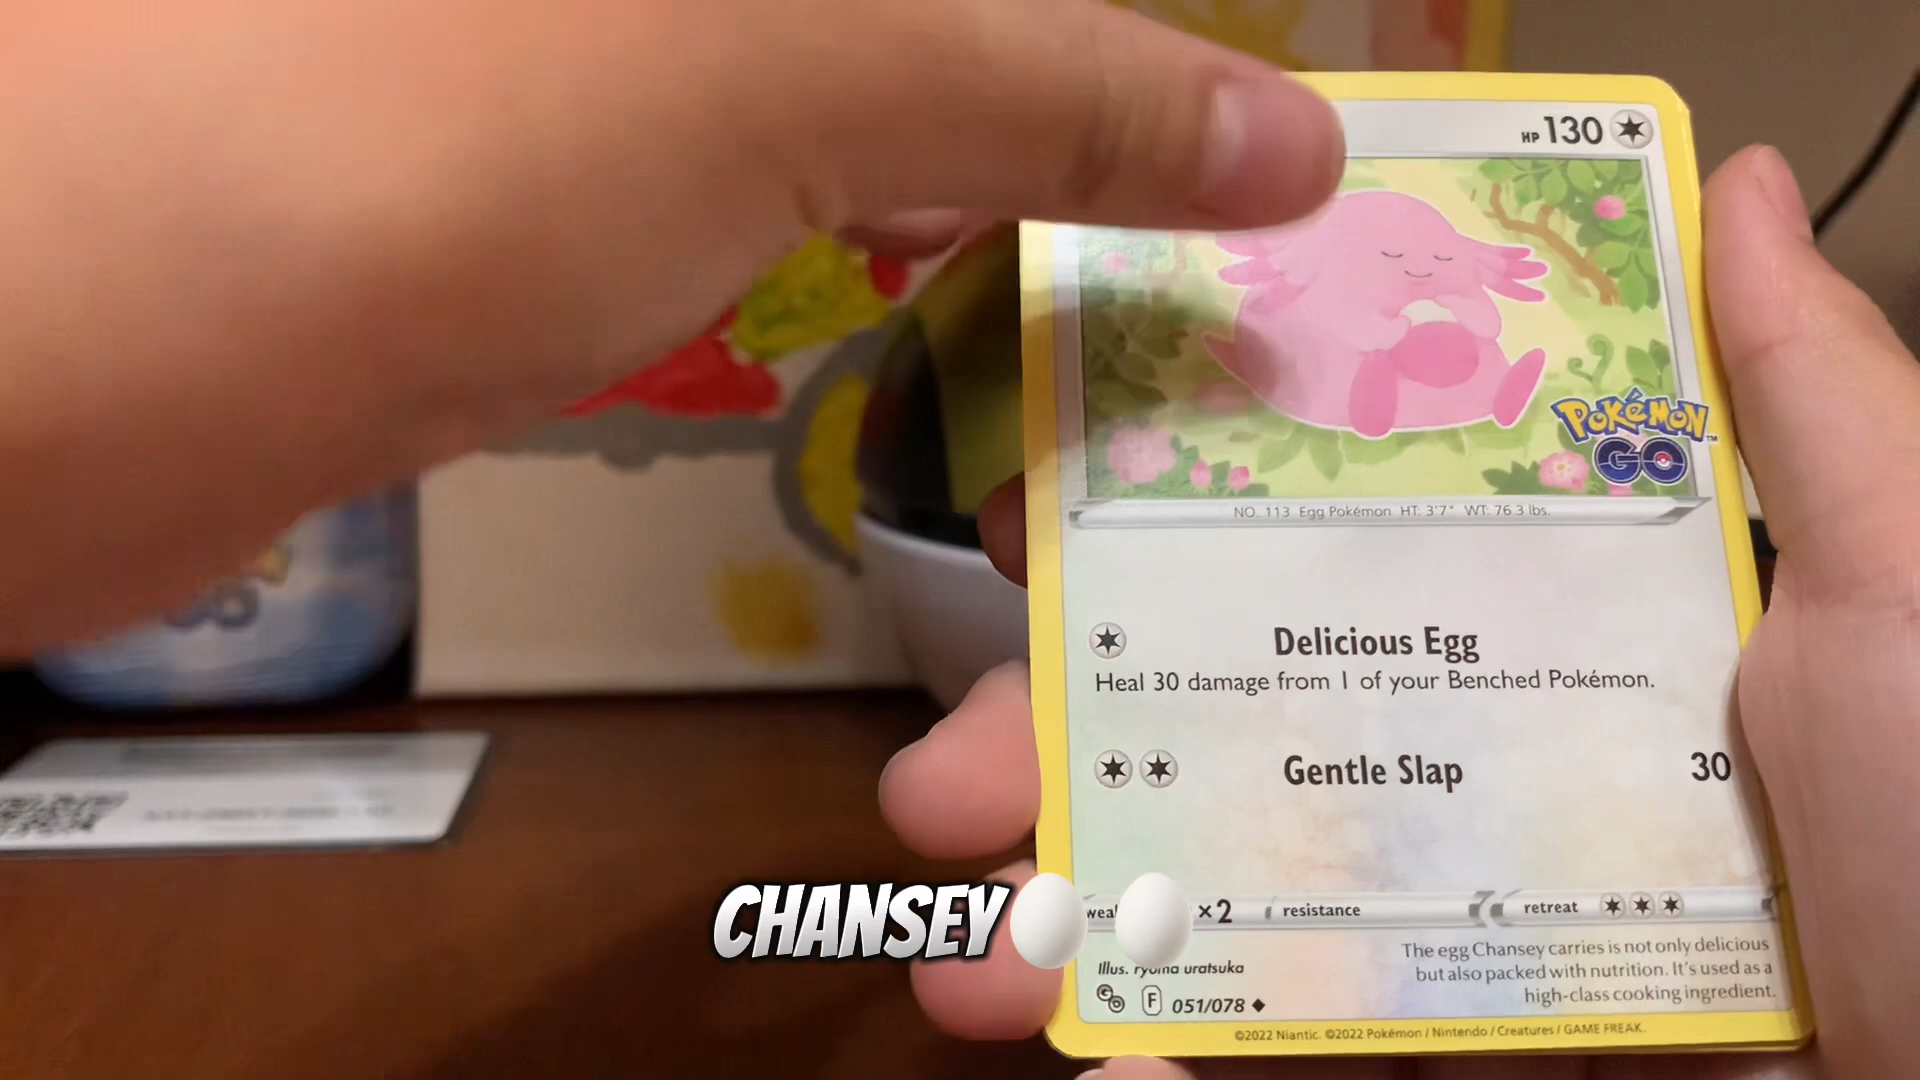 HP 130
POKÉMON
GO
NO. 113 Egg Pokémon HT: 3'7" WT: 76.3 lbs.
Delicious Egg
Heal 30 damage from 1 of your Benched Pokémon.
Gentle Slap 30
CHANSEY
×2 resistance retreat
Illus. ryoma uratsuka
The egg Chansey carries is not only delicious
but also packed with nutrition. It's used as a
high-class cooking ingredient.
GO F 051/078
©2022 Niantic. ©2022 Pokémon / Nintendo / Creatures / GAME FREAK.